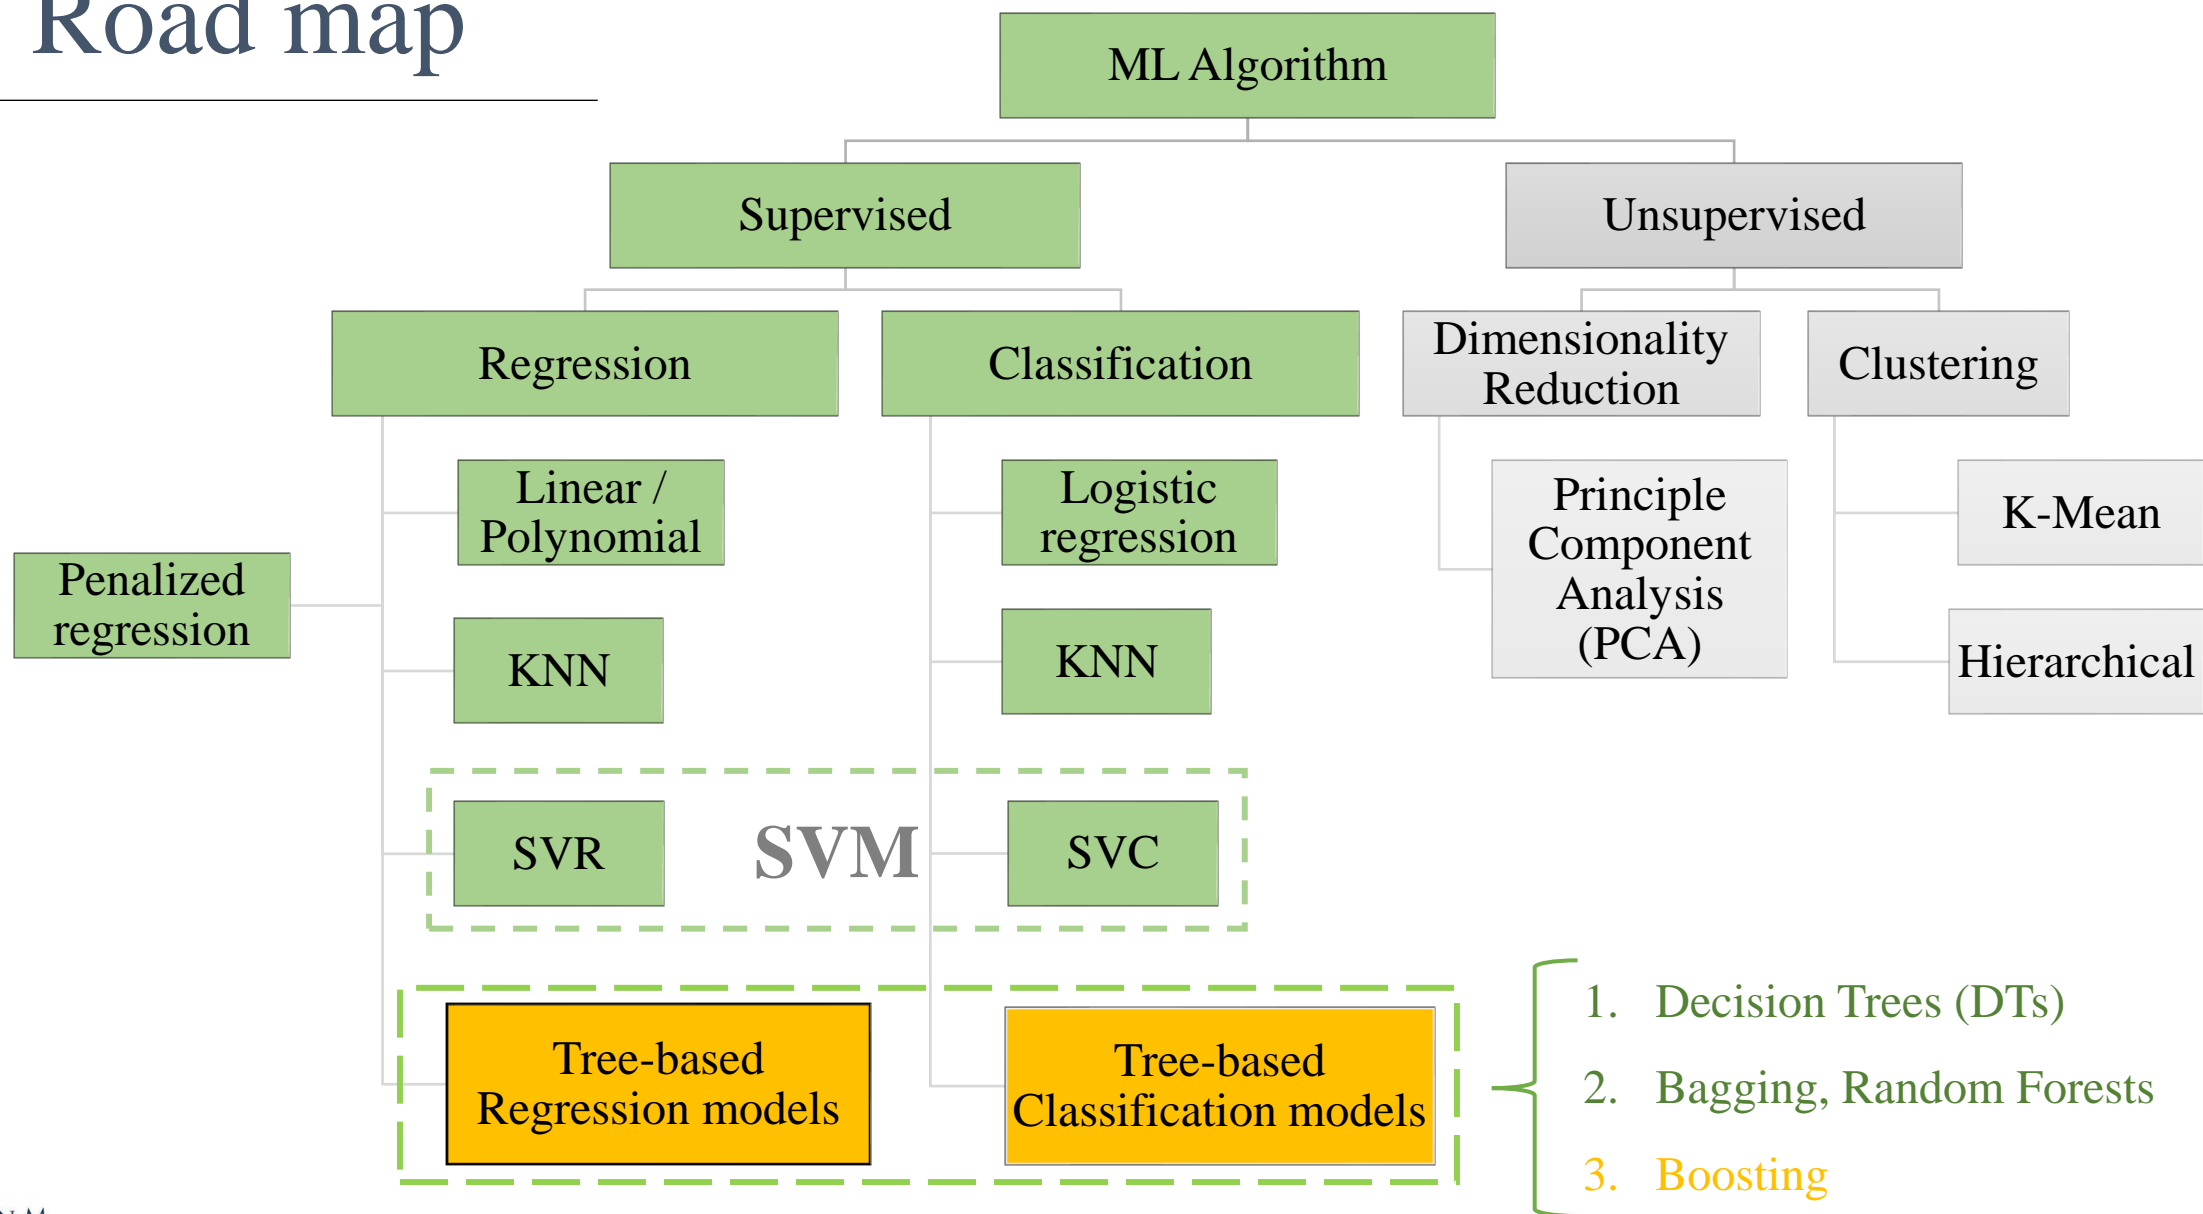 Road map
ML Algorithm
Supervised
Unsupervised
Regression
Classification
Dimensionality
Reduction
Clustering
Linear /
Polynomial
Logistic
regression
Principle
Component
Analysis
(PCA)
K-Mean
Penalized
regression
KNN
KNN
Hierarchical
SVR
SVM
SVC
Tree-based
Regression models
Tree-based
Classification models
1. Decision Trees (DTs)
2. Bagging, Random Forests
3. Boosting